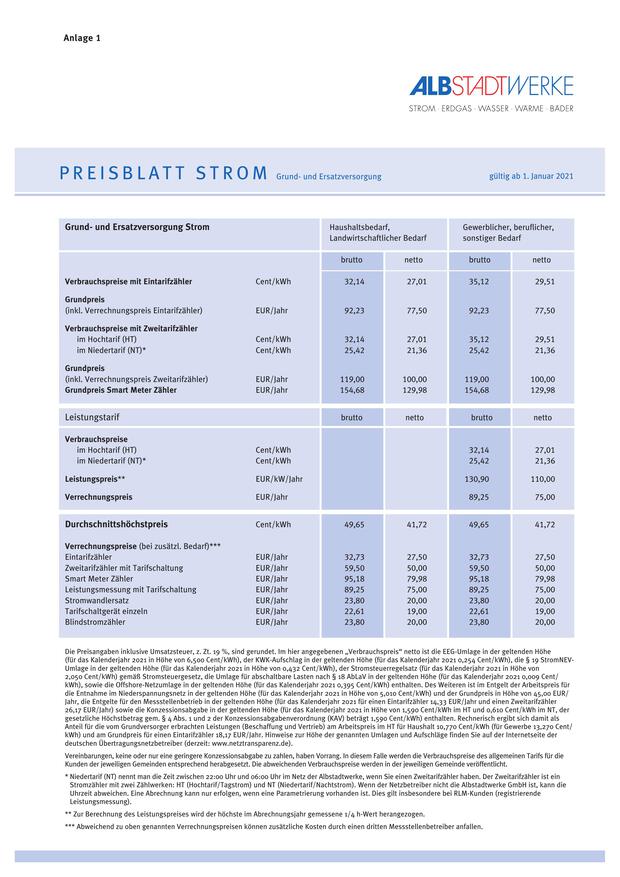 Anlage 1
ALBSTADTWERKE
STROM · ERDGAS · WASSER · WÄRME · BÄDER
PREISBLATT STROM Grund- und Ersatzversorgung gültig ab 1. Januar 2021
Grund- und Ersatzversorgung Strom Haushaltsbedarf, Landwirtschaftlicher Bedarf Gewerblicher, beruflicher, sonstiger Bedarf
brutto netto brutto netto
Verbrauchspreise mit Eintarifzähler Cent/kWh 32,14 27,01 35,12 29,51
Grundpreis
(inkl. Verrechnungspreis Eintarifzähler) EUR/Jahr 92,23 77,50 92,23 77,50
Verbrauchspreise mit Zweitarifzähler
im Hochtarif (HT) Cent/kWh 32,14 27,01 35,12 29,51
im Niedertarif (NT)* Cent/kWh 25,42 21,36 25,42 21,36
Grundpreis
(inkl. Verrechnungspreis Zweitarifzähler) EUR/Jahr 119,00 100,00 119,00 100,00
Grundpreis Smart Meter Zähler EUR/Jahr 154,68 129,98 154,68 129,98
Leistungstarif brutto netto brutto netto
Verbrauchspreise
im Hochtarif (HT) Cent/kWh 32,14 27,01
im Niedertarif (NT)* Cent/kWh 25,42 21,36
Leistungspreis** EUR/kW/Jahr 130,90 110,00
Verrechnungspreis EUR/Jahr 89,25 75,00
Durchschnittshöchstpreis Cent/kWh 49,65 41,72 49,65 41,72
Verrechnungspreise (bei zusätzl. Bedarf)***
Eintarifzähler EUR/Jahr 32,73 27,50 32,73 27,50
Zweitarifzähler mit Tarifschaltung EUR/Jahr 59,50 50,00 59,50 50,00
Smart Meter Zähler EUR/Jahr 95,18 79,98 95,18 79,98
Leistungsmessung mit Tarifschaltung EUR/Jahr 89,25 75,00 89,25 75,00
Stromwandlersatz EUR/Jahr 23,80 20,00 23,80 20,00
Tarifschaltgerät einzeln EUR/Jahr 22,61 19,00 22,61 19,00
Blindstromzähler EUR/Jahr 23,80 20,00 23,80 20,00
Die Preisangaben inklusive Umsatzsteuer, z. Zt. 19 %, sind gerundet. Im hier angegebenen „Verbrauchspreis" netto ist die EEG-Umlage in der geltenden Höhe
(für das Kalenderjahr 2021 in Höhe von 6,500 Cent/kWh), der KWK-Aufschlag in der geltenden Höhe (für das Kalenderjahr 2021 0,254 Cent/kWh), die § 19 StromNEV-
Umlage in der geltenden Höhe (für das Kalenderjahr 2021 in Höhe von 0,432 Cent/kWh), der Stromsteuerregelsatz (für das Kalenderjahr 2021 in Höhe von
2,050 Cent/kWh) gemäß Stromsteuergesetz, die Umlage für abschaltbare Lasten nach § 18 AbLaV in der geltenden Höhe (für das Kalenderjahr 2021 0,009 Cent/
kWh), sowie die Offshore-Netzumlage in der geltenden Höhe (für das Kalenderjahr 2021 0,395 Cent/kWh) enthalten. Des Weiteren ist im Entgelt der Arbeitspreis für
die Entnahme im Niederspannungsnetz in der geltenden Höhe (für das Kalenderjahr 2021 in Höhe von 5,010 Cent/kWh) und der Grundpreis in Höhe von 45,00 EUR/
Jahr, die Entgelte für den Messstellenbetrieb in der geltenden Höhe (für das Kalenderjahr 2021 für einen Eintarifzähler 14,33 EUR/Jahr und einen Zweitarifzähler
26,17 EUR/Jahr) sowie die Konzessionsabgabe in der geltenden Höhe (für das Kalenderjahr 2021 in Höhe von 1,590 Cent/kWh im HT und 0,610 Cent/kWh im NT, der
gesetzliche Höchstbetrag gem. § 4 Abs. 1 und 2 der Konzessionsabgabenverordnung (KAV) beträgt 1,590 Cent/kWh) enthalten. Rechnerisch ergibt sich damit als
Anteil für die vom Grundversorger erbrachten Leistungen (Beschaffung und Vertrieb) am Arbeitspreis im HT für Haushalt 10,770 Cent/kWh (für Gewerbe 13,270 Cent/
kWh) und am Grundpreis für einen Eintarifzähler 18,17 EUR/Jahr. Hinweise zur Höhe der genannten Umlagen und Aufschläge finden Sie auf der Internetseite der
deutschen Übertragungsnetzbetreiber (derzeit: www.netztransparenz.de).
Vereinbarungen, keine oder nur eine geringere Konzessionsabgabe zu zahlen, haben Vorrang. In diesem Falle werden die Verbrauchspreise des allgemeinen Tarifs für die
Kunden der jeweiligen Gemeinden entsprechend herabgesetzt. Die abweichenden Verbrauchspreise werden in der jeweiligen Gemeinde veröffentlicht.
* Niedertarif (NT) nennt man die Zeit zwischen 22:00 Uhr und 06:00 Uhr im Netz der Albstadtwerke, wenn Sie einen Zweitarifzähler haben. Der Zweitarifzähler ist ein
Stromzähler mit zwei Zählwerken: HT (Hochtarif/Tagstrom) und NT (Niedertarif/Nachtstrom). Wenn der Netzbetreiber nicht die Albstadtwerke GmbH ist, kann die
Uhrzeit abweichen. Eine Abrechnung kann nur erfolgen, wenn eine Parametrierung vorhanden ist. Dies gilt insbesondere bei RLM-Kunden (registrierende
Leistungsmessung).
** Zur Berechnung des Leistungspreises wird der höchste im Abrechnungsjahr gemessene 1/4 h-Wert herangezogen.
*** Abweichend zu oben genannten Verrechnungspreisen können zusätzliche Kosten durch einen dritten Messstellenbetreiber anfallen.